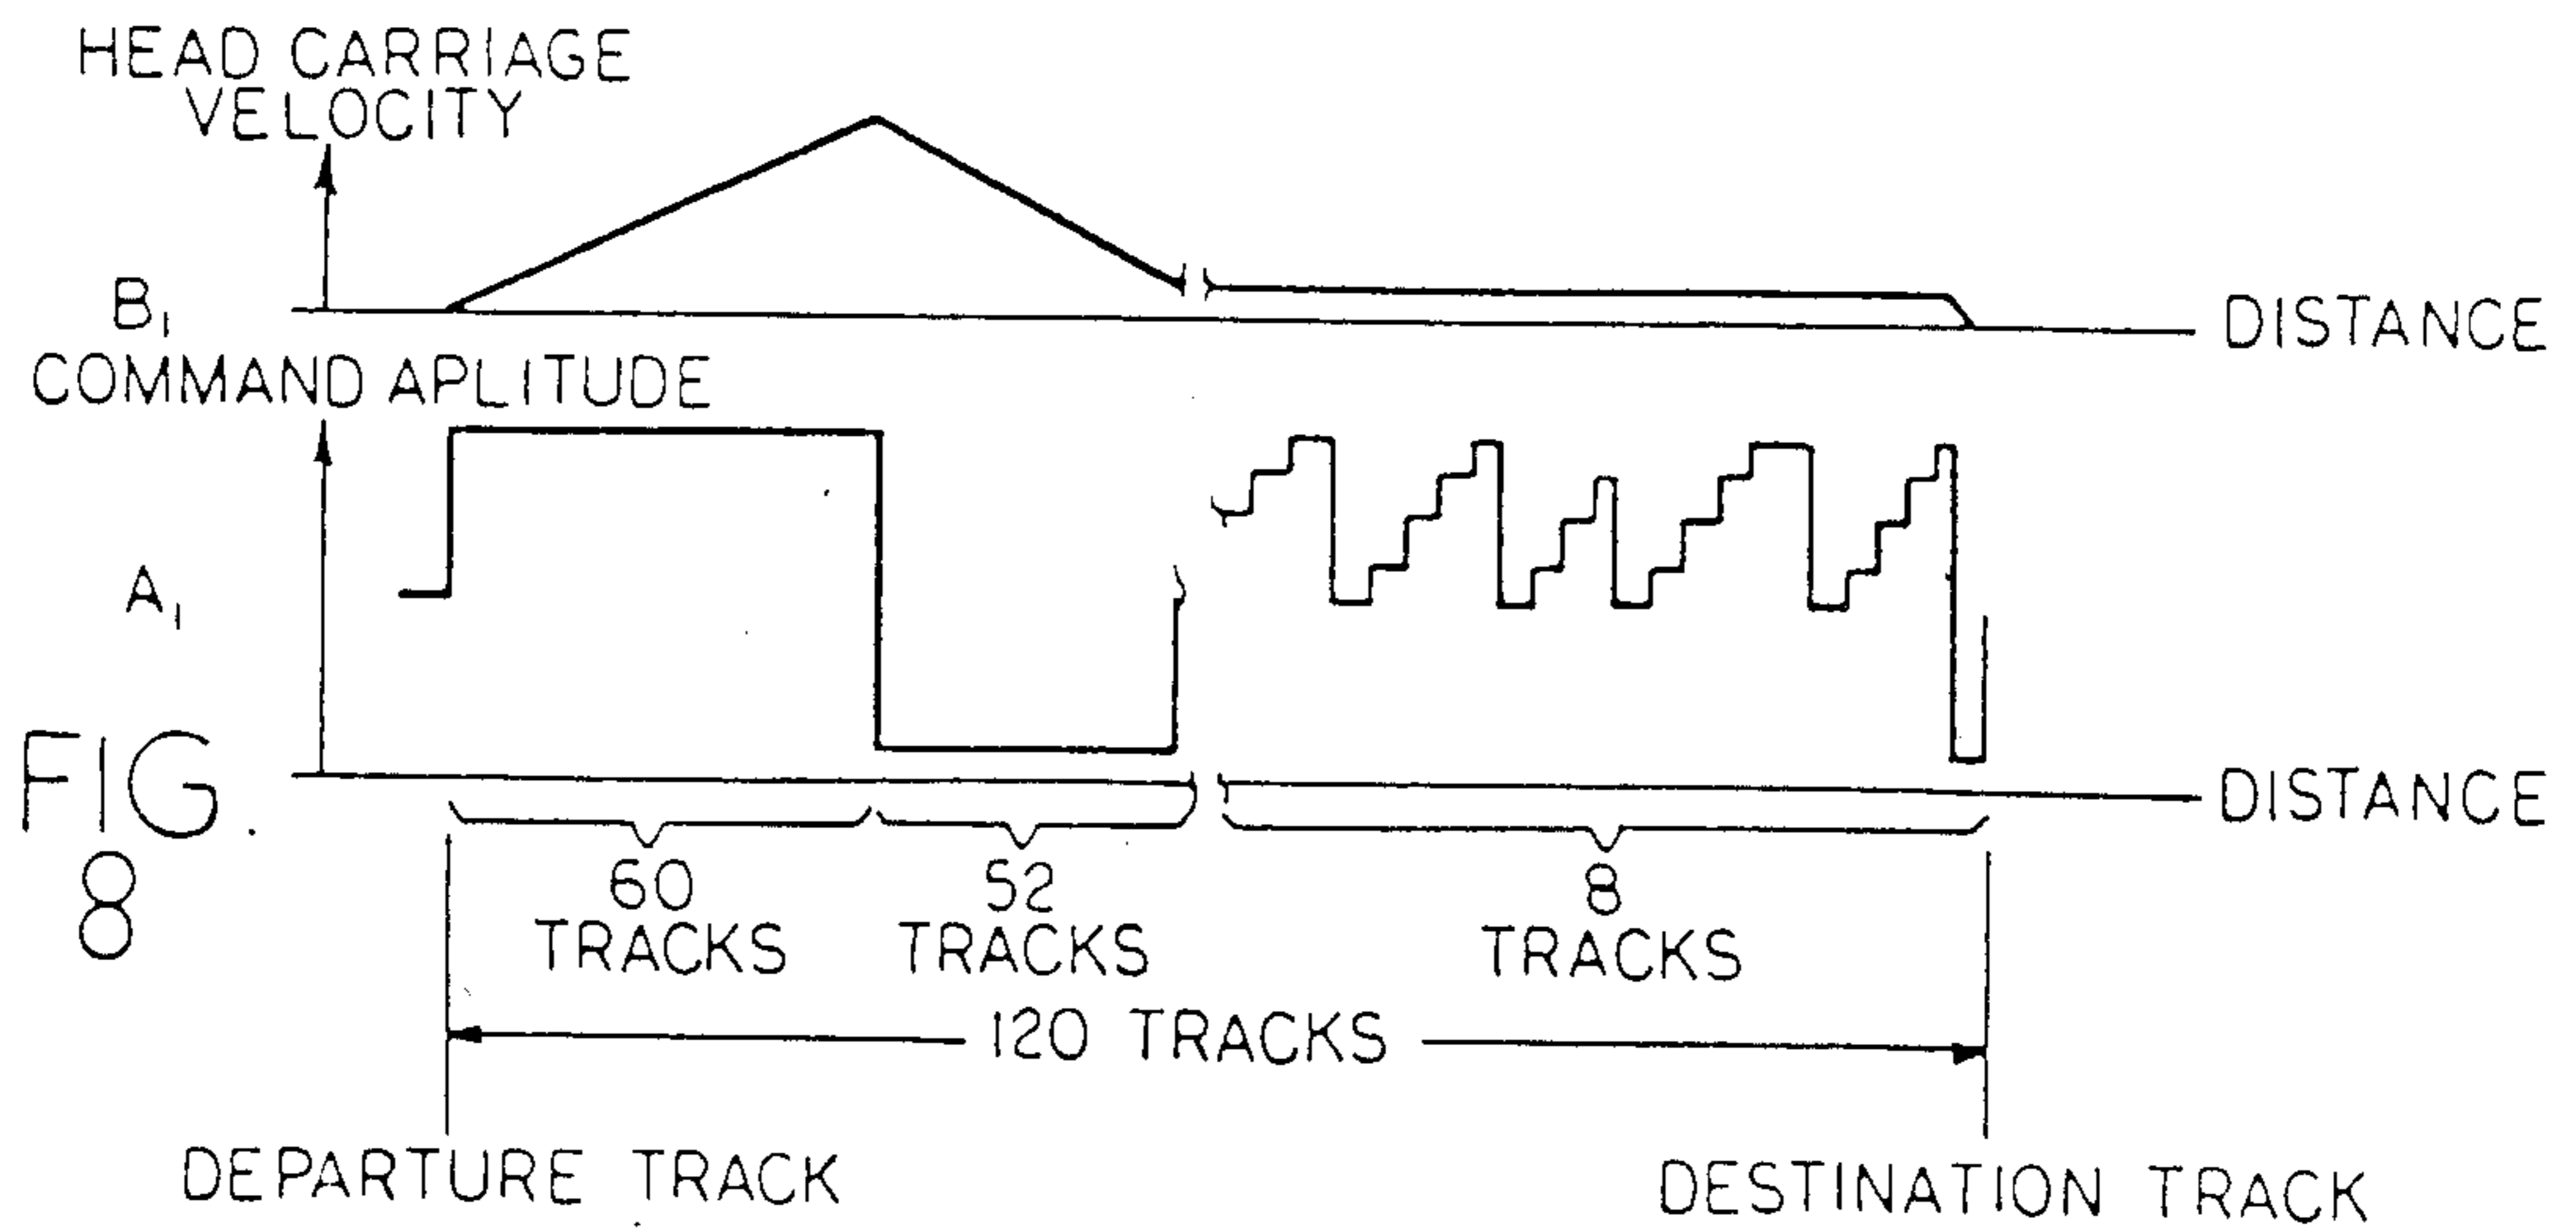 HEAD CARRIAGE
VELOCITY
B1
DISTANCE
COMMAND APLITUDE
A1
DISTANCE
FIG.
8
60
TRACKS
52
TRACKS
8
TRACKS
120 TRACKS
DEPARTURE TRACK
DESTINATION TRACK